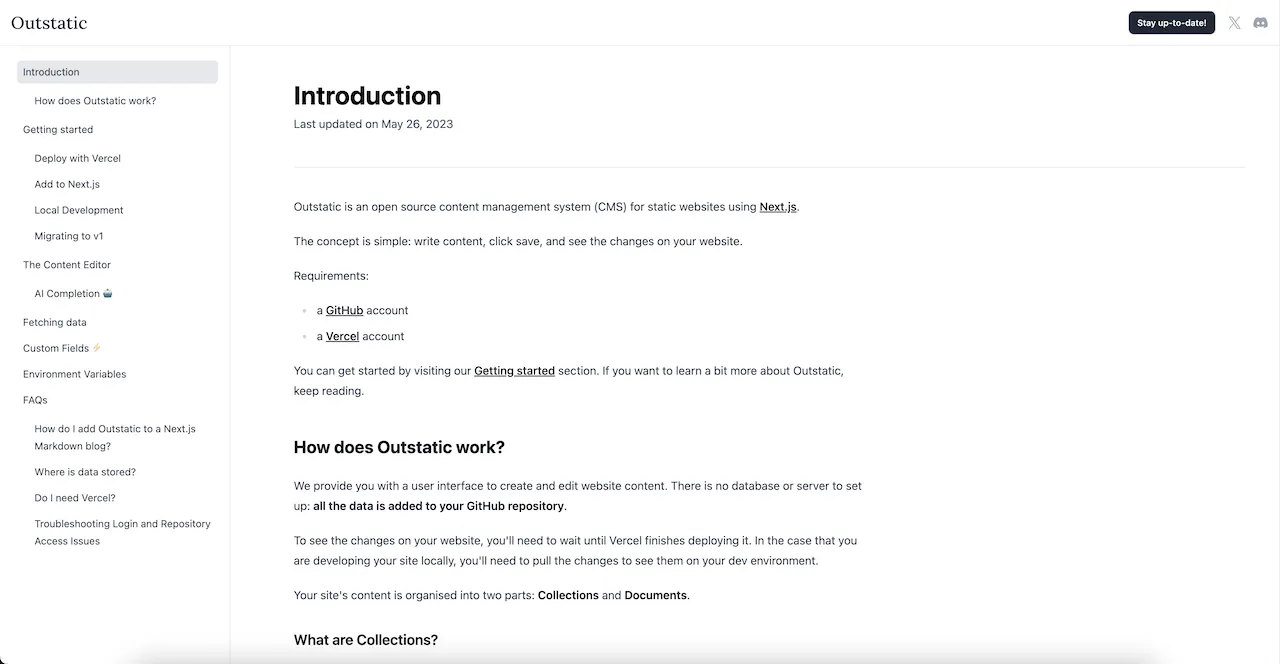 Outstatic
Stay up-to-date!
Introduction
How does Outstatic work?
Getting started
Deploy with Vercel
Add to Next.js
Local Development
Migrating to v1
The Content Editor
AI Completion 🤖
Fetching data
Custom Fields ⚡
Environment Variables
FAQs
How do I add Outstatic to a Next.js
Markdown blog?
Where is data stored?
Do I need Vercel?
Troubleshooting Login and Repository
Access Issues
Introduction
Last updated on May 26, 2023
Outstatic is an open source content management system (CMS) for static websites using Next.js.
The concept is simple: write content, click save, and see the changes on your website.
Requirements:
a GitHub account
a Vercel account
You can get started by visiting our Getting started section. If you want to learn a bit more about Outstatic,
keep reading.
How does Outstatic work?
We provide you with a user interface to create and edit website content. There is no database or server to set
up: all the data is added to your GitHub repository.
To see the changes on your website, you'll need to wait until Vercel finishes deploying it. In the case that you
are developing your site locally, you'll need to pull the changes to see them on your dev environment.
Your site's content is organised into two parts: Collections and Documents.
What are Collections?